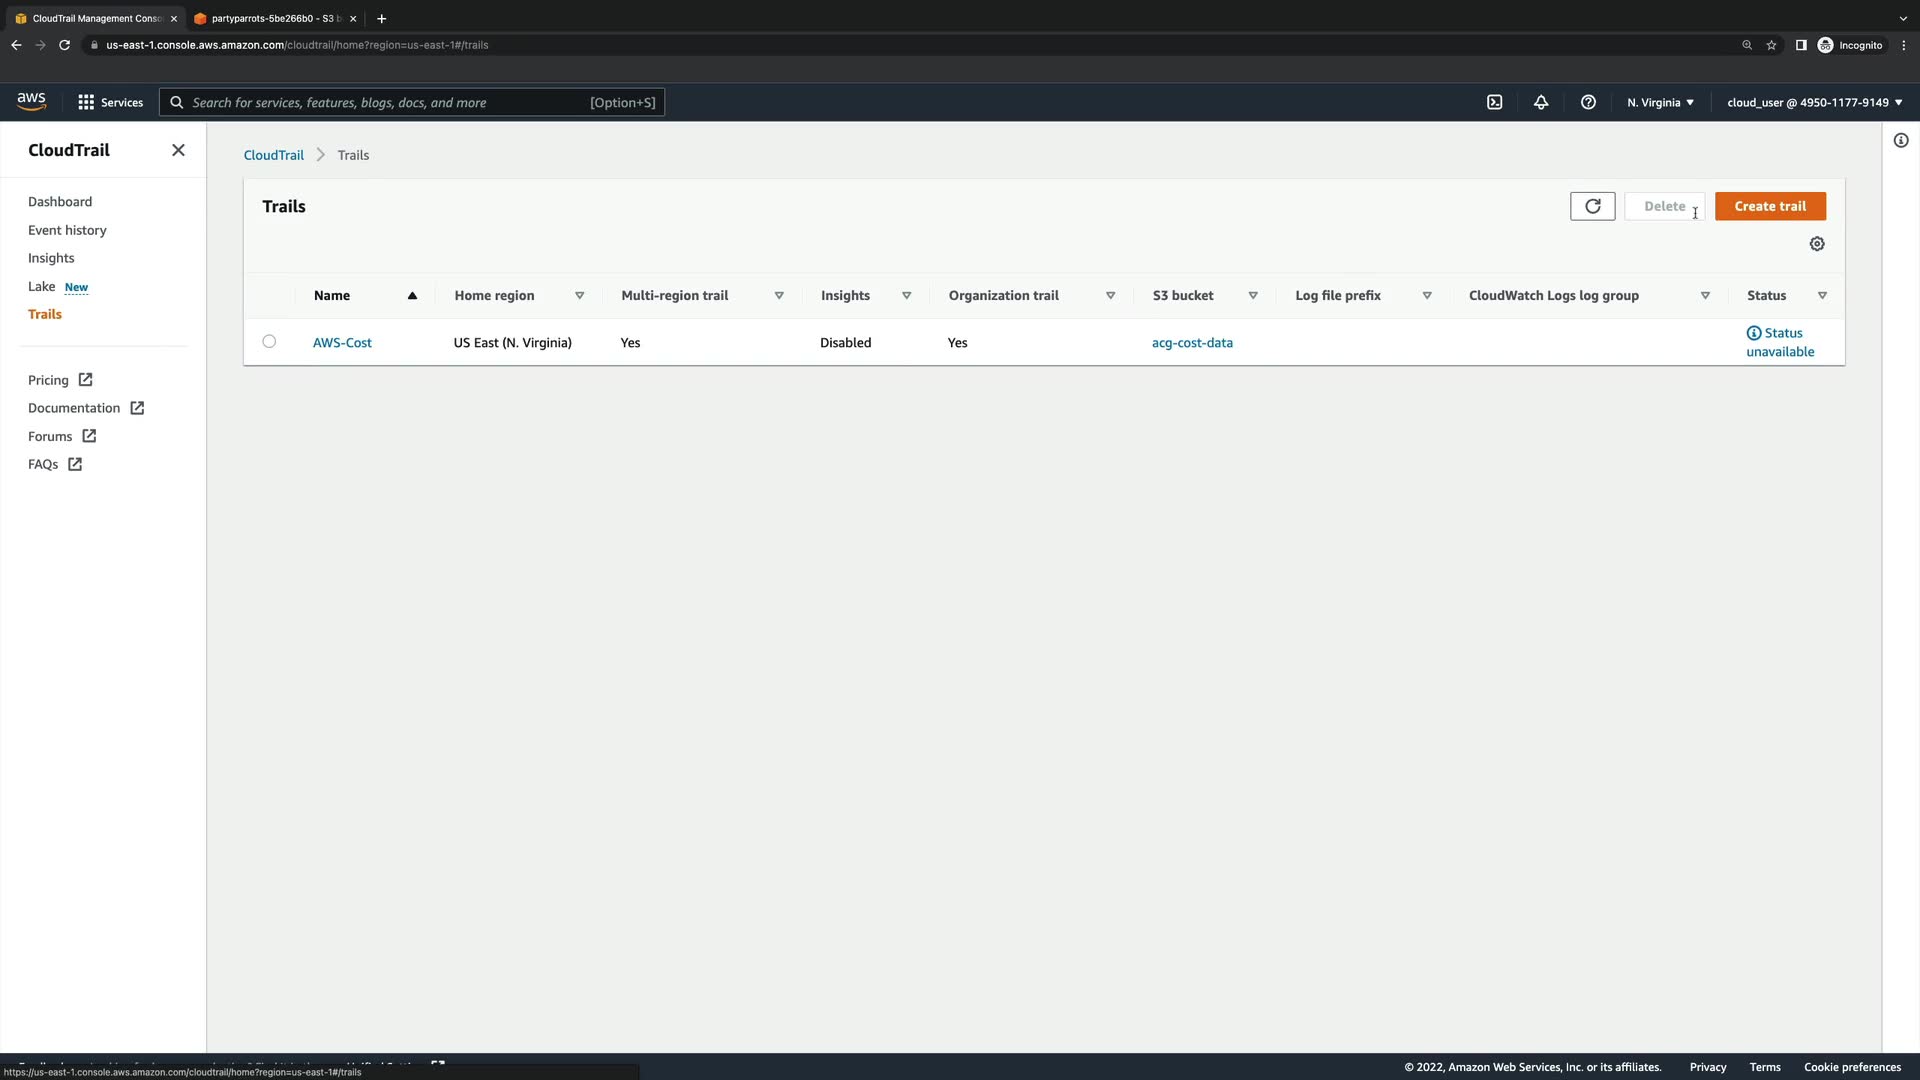 CloudTrail Management Conso
partyparrots-5be266b0 - S3 b
us-east-1.console.aws.amazon.com/cloudtrail/home?region=us-east-1#/trails
Incognito
aws
Services
Search for services, features, blogs, docs, and more
[Option+S]
N. Virginia
cloud_user @ 4950-1177-9149
CloudTrail
Dashboard
Event history
Insights
Lake New
Trails
Pricing
Documentation
Forums
FAQs
CloudTrail
Trails
Trails
Delete
Create trail
Name
Home region
Multi-region trail
Insights
Organization trail
S3 bucket
Log file prefix
CloudWatch Logs log group
Status
AWS-Cost
US East (N. Virginia)
Yes
Disabled
Yes
acg-cost-data
Status
unavailable
https://us-east-1.console.aws.amazon.com/cloudtrail/home?region=us-east-1#/trails
© 2022, Amazon Web Services, Inc. or its affiliates.
Privacy
Terms
Cookie preferences